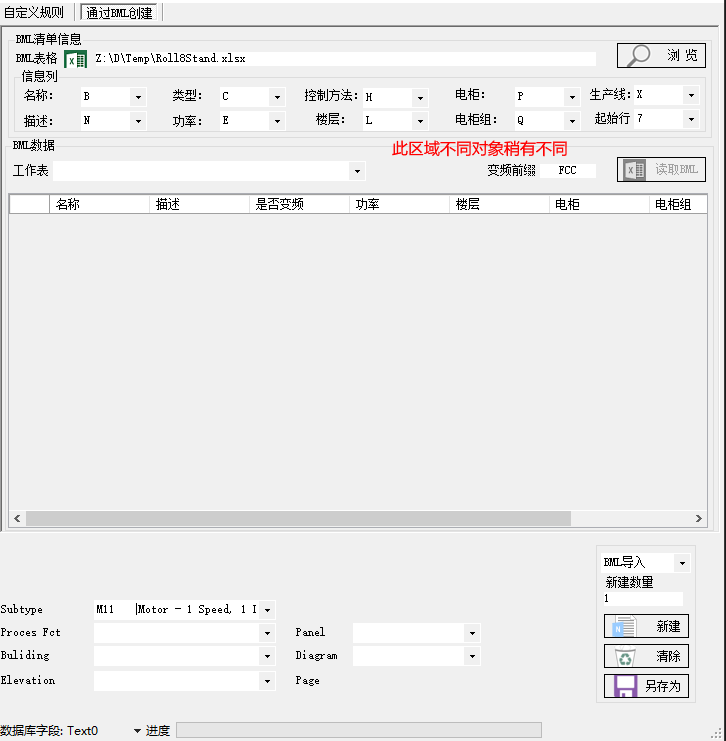 自定义规则 通过BML创建
BML清单信息
BML表格 Z:\D\Temp\Roll8Stand.xlsx 浏 览
信息列
名称: B 类型: C 控制方法: H 电柜: P 生产线: X
描述: N 功率: E 楼层: L 电柜组: Q 起始行 7
此区域不同对象稍有不同
BML数据
工作表 变频前缀 FCC 读取BML
名称 描述 是否变频 功率 楼层 电柜 电柜组
BML导入
新建数量
1
Subtype M11 Motor - 1 Speed, 1 I
新建
Proces Fct Panel
Buliding Diagram
清除
Elevation Page
另存为
数据库字段: Text0 进度